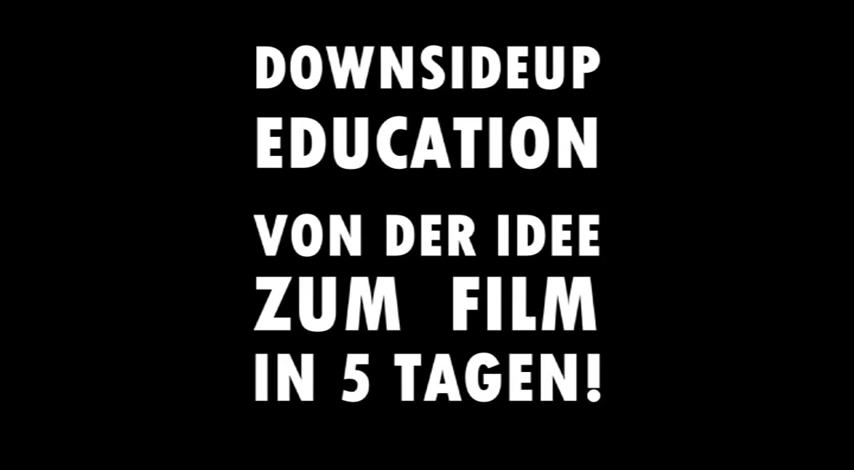 DOWNSIDEUP
EDUCATION
VON DER IDEE
ZUM FILM
IN 5 TAGEN!